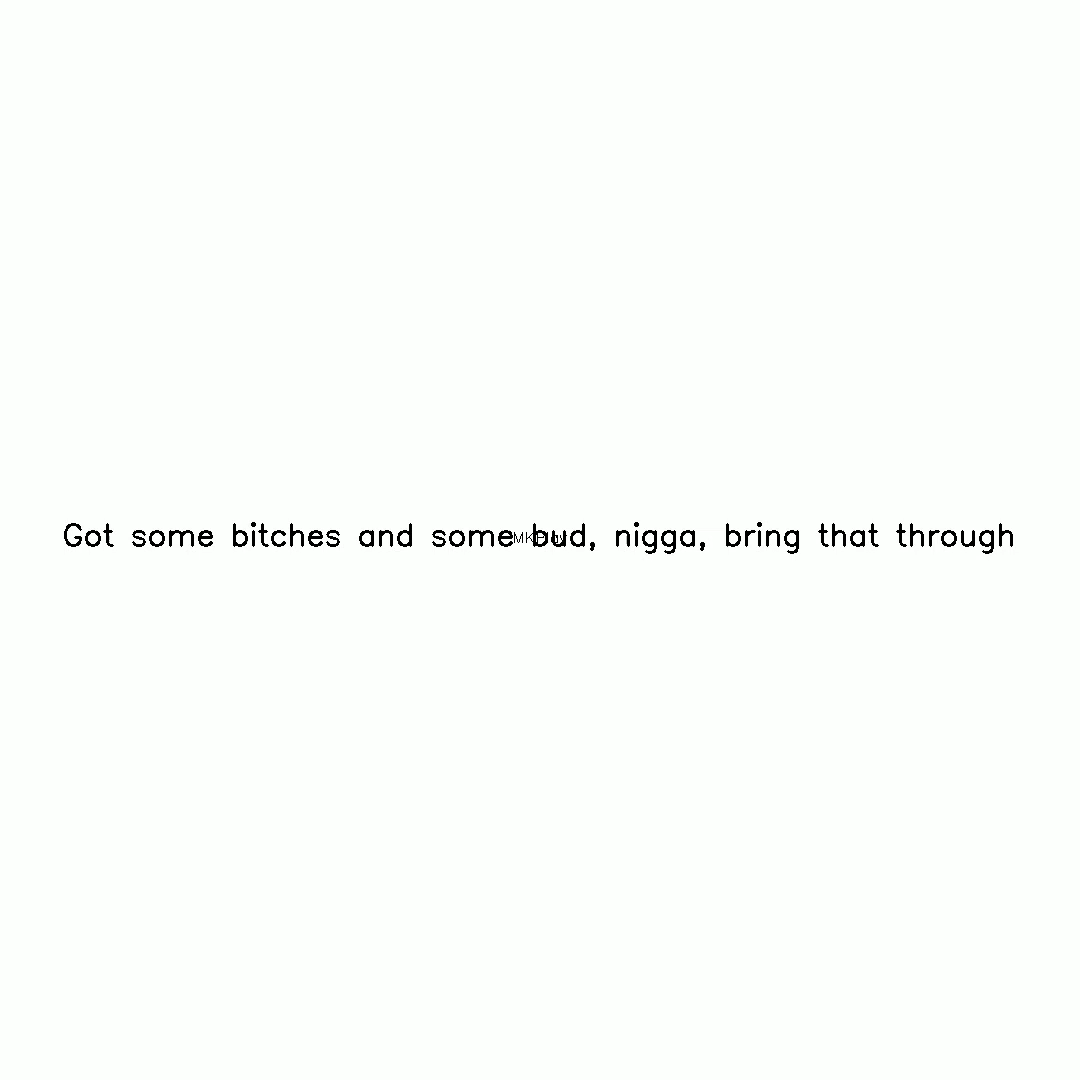 Got some bitches and some bud, nigga, bring that through